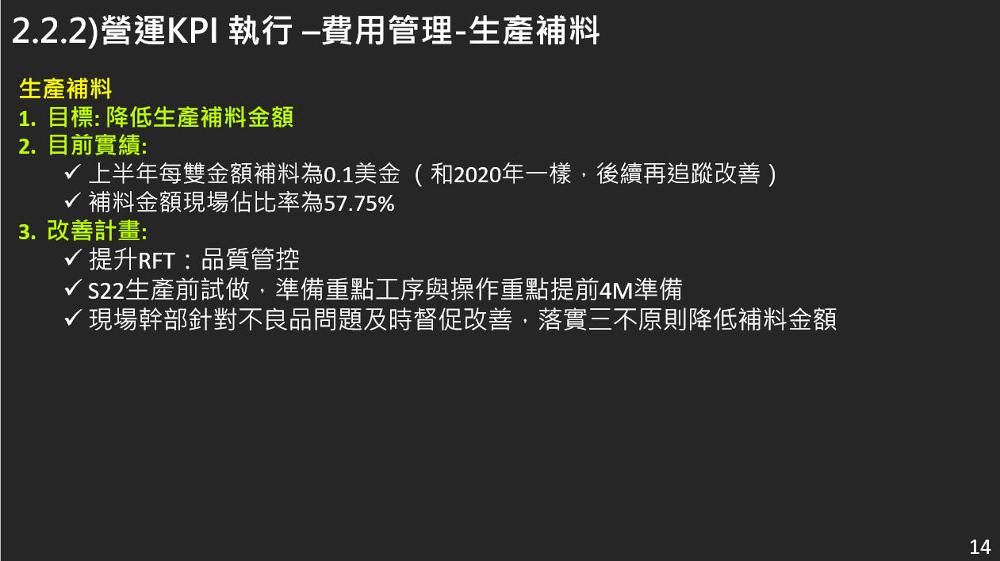 2.2.2)營運KPI 執行 –費用管理-生產補料
生產補料
1. 目標: 降低生產補料金額
2. 目前實績:
✓ 上半年每雙金額補料為0.1美金 （和2020年一樣，後續再追蹤改善）
✓ 補料金額現場佔比率為57.75%
3. 改善計畫:
✓ 提升RFT：品質管控
✓ S22生產前試做，準備重點工序與操作重點提前4M準備
✓ 現場幹部針對不良品問題及時督促改善，落實三不原則降低補料金額
14